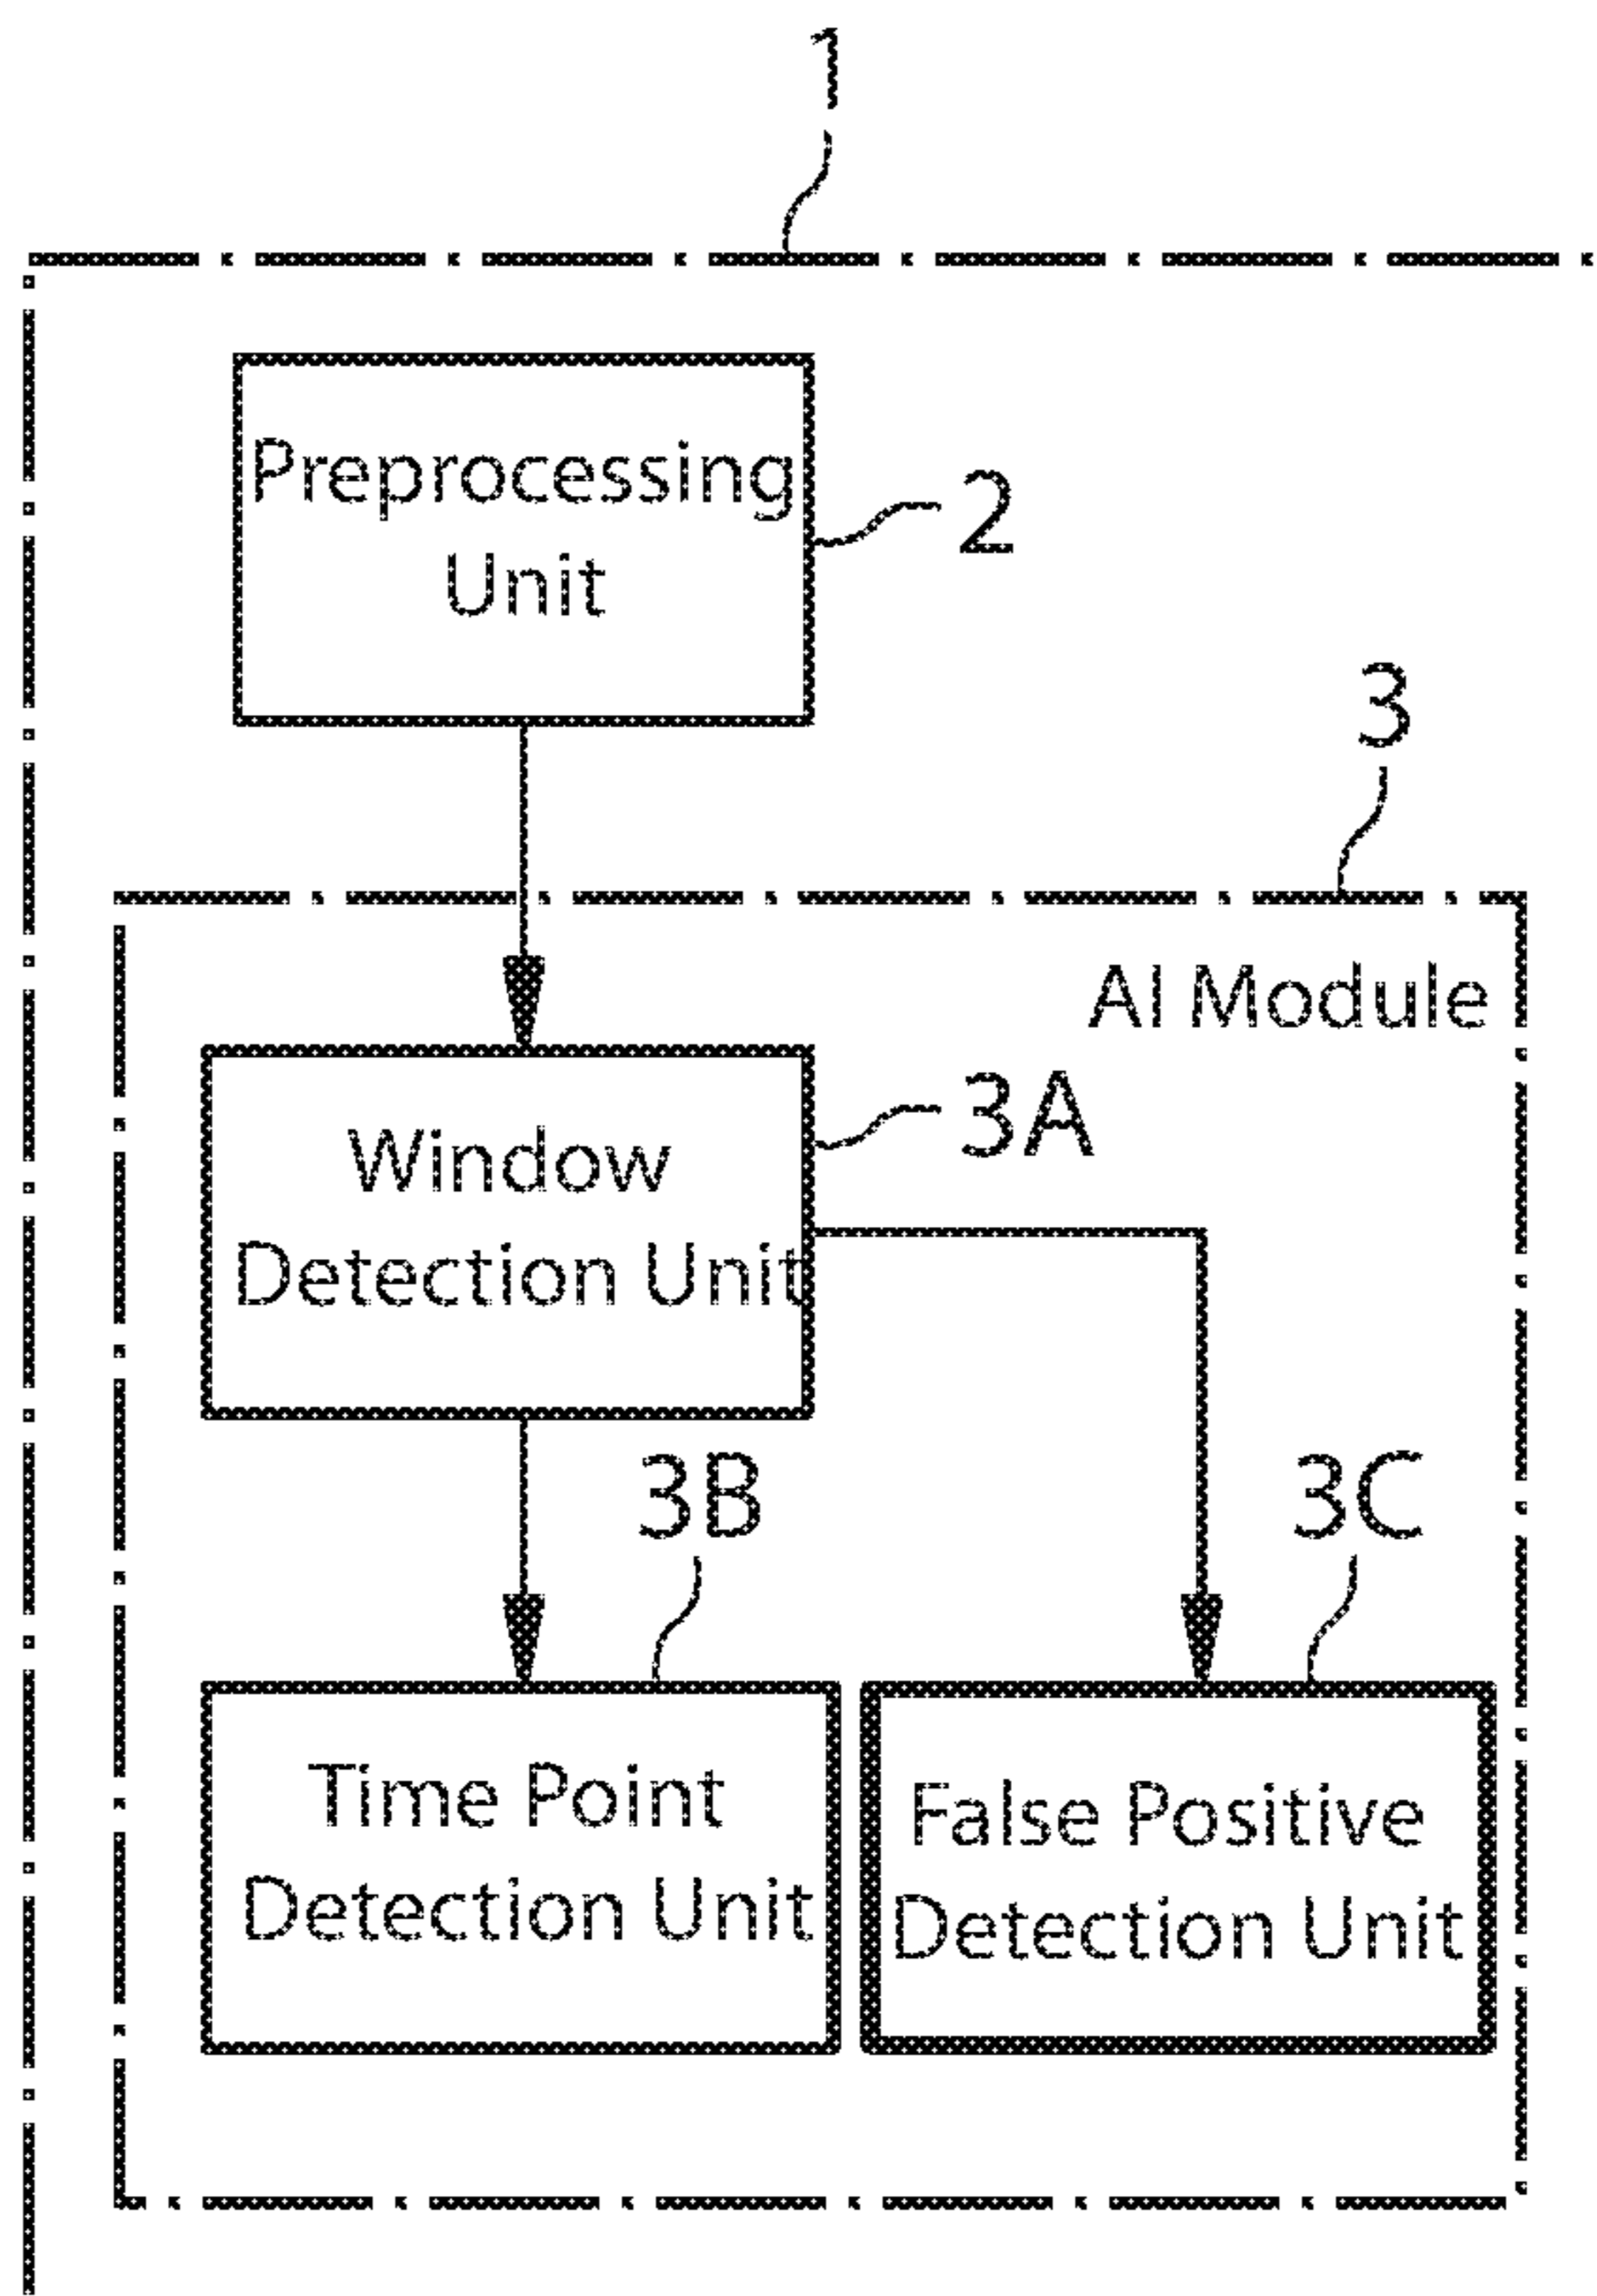 1
Preprocessing
Unit
2
3
AI Module
3A
Window
Detection Unit
3B
3C
Time Point
Detection Unit
False Positive
Detection Unit